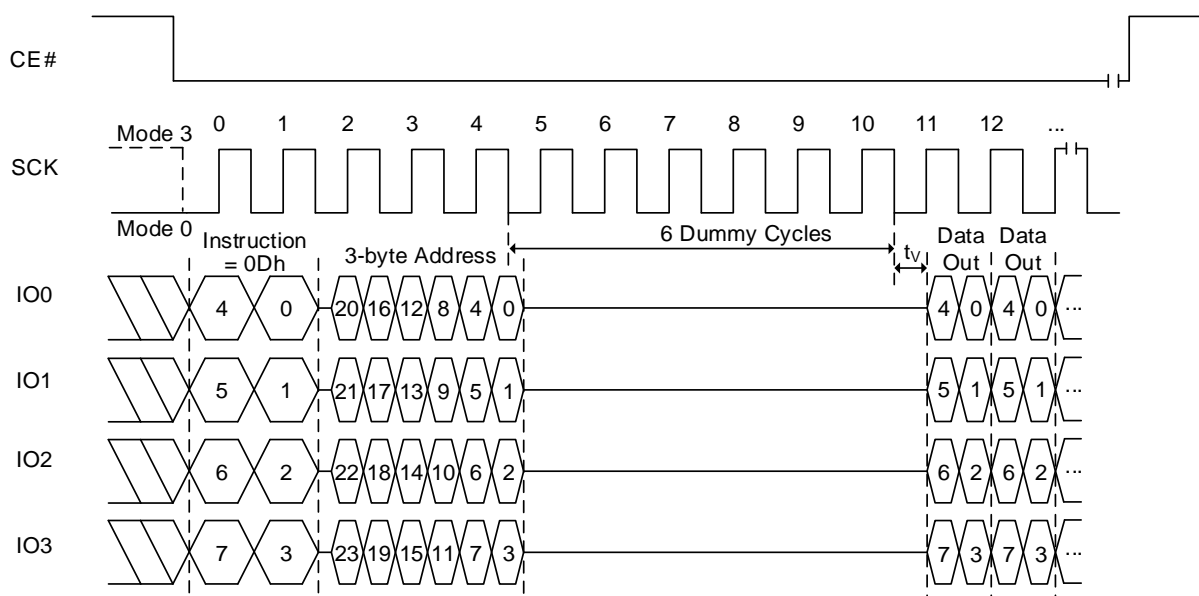 CE#
0 1 2 3 4 5 6 7 8 9 10 11 12 ...
Mode 3
SCK
Mode 0
Instruction
= 0Dh
3-byte Address
6 Dummy Cycles
tV
Data
Out
Data
Out
IO0 4 0 20 16 12 8 4 0 4 0 4 0 ...
IO1 5 1 21 17 13 9 5 1 5 1 5 1 ...
IO2 6 2 22 18 14 10 6 2 6 2 6 2 ...
IO3 7 3 23 19 15 11 7 3 7 3 7 3 ...